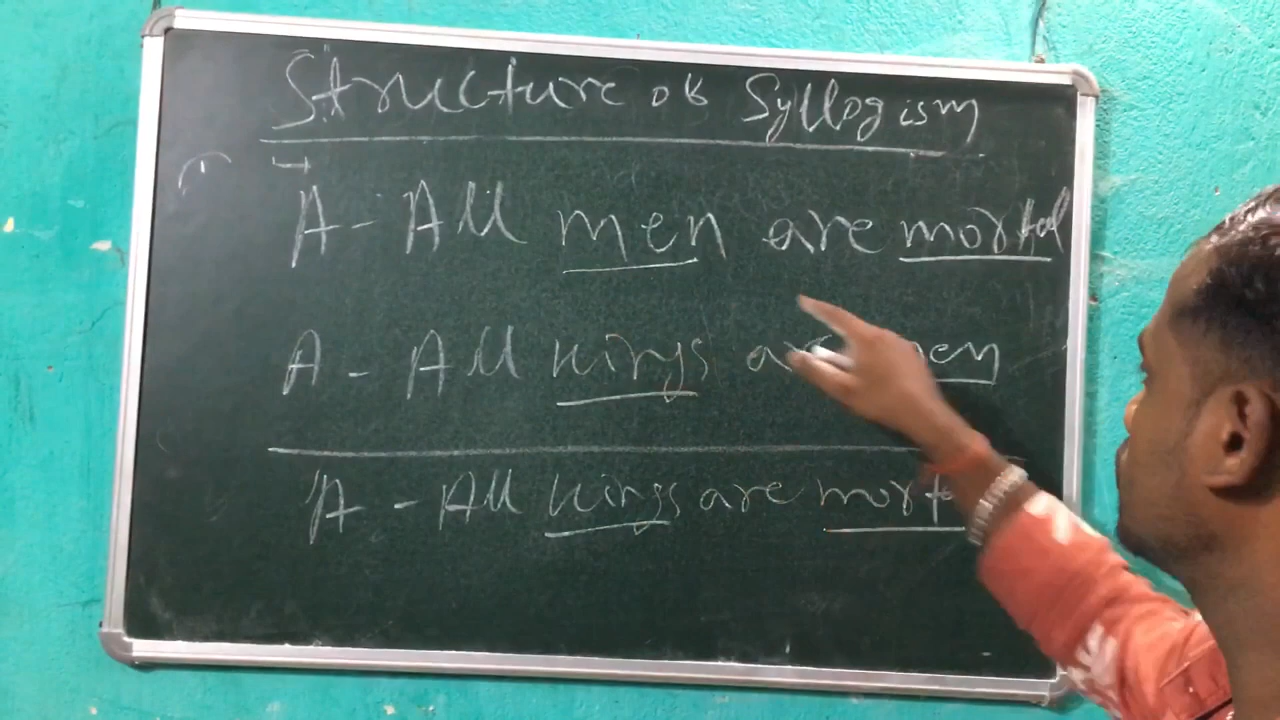 Structure of Syllogism
A - All men are mortal
A - All kings are men
A - All kings are mortal